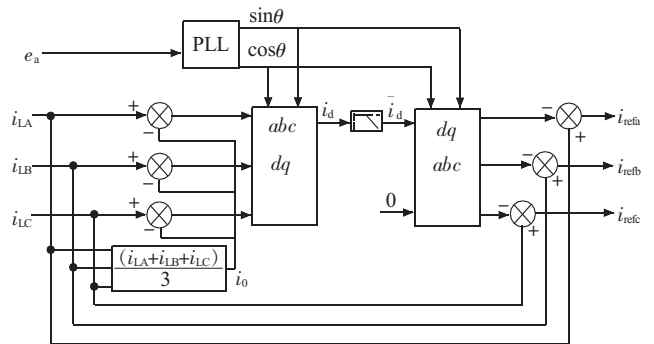 sinθ
PLL
cosθ
e_a
i_LA
+
−
i_LB
+
−
i_LC
+
−
abc
dq
i_d
i̅_d
0
dq
abc
−
+
i_refa
−
+
i_refb
−
+
i_refc
(i_LA+i_LB+i_LC)
3
i_0